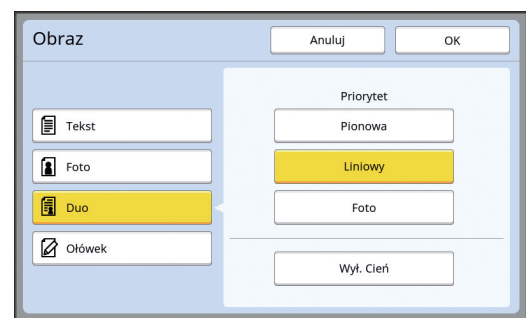 Obraz
Anuluj
OK
Tekst
Foto
Duo
Ołówek
Priorytet
Pionowa
Liniowy
Foto
Wył. Cień